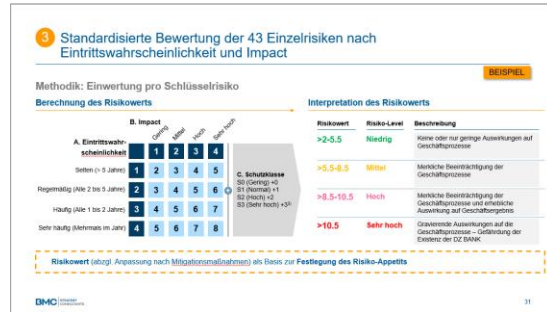 3 Standardisierte Bewertung der 43 Einzelrisiken nach
Eintrittswahrscheinlichkeit und Impact
BEISPIEL
Methodik: Einwertung pro Schlüsselrisiko
Berechnung des Risikowerts
B. Impact
Gering Mittel Hoch Sehr hoch
A. Eintrittswahr-
scheinlichkeit 1 2 3 4
Selten (> 5 Jahre) 1 2 3 4 5
Regelmäßig (Alle 2 bis 5 Jahre) 2 3 4 5 6
Häufig (Alle 1 bis 2 Jahre) 3 4 5 6 7
Sehr häufig (Mehrmals im Jahr) 4 5 6 7 8
C. Schutzklasse
S0 (Gering) +0
S1 (Normal) +1
S2 (Hoch) +2
S3 (Sehr hoch) +3
Interpretation des Risikowerts
Risikowert Risiko-Level Beschreibung
>2-5.5 Niedrig Keine oder nur geringe Auswirkungen auf
Geschäftsprozesse
>5.5-8.5 Mittel Merkliche Beeinträchtigung der
Geschäftsprozesse
>8.5-10.5 Hoch Merkliche Beeinträchtigung der
Geschäftsprozesse und erhebliche
Auswirkung auf Geschäftsergebnis
>10.5 Sehr hoch Gravierende Auswirkungen auf die
Geschäftsprozesse – Gefährdung der
Existenz der DZ BANK
Risikowert (abzgl. Anpassung nach Mitigationsmaßnahmen) als Basis zur Festlegung des Risiko-Appetits
BMC
31